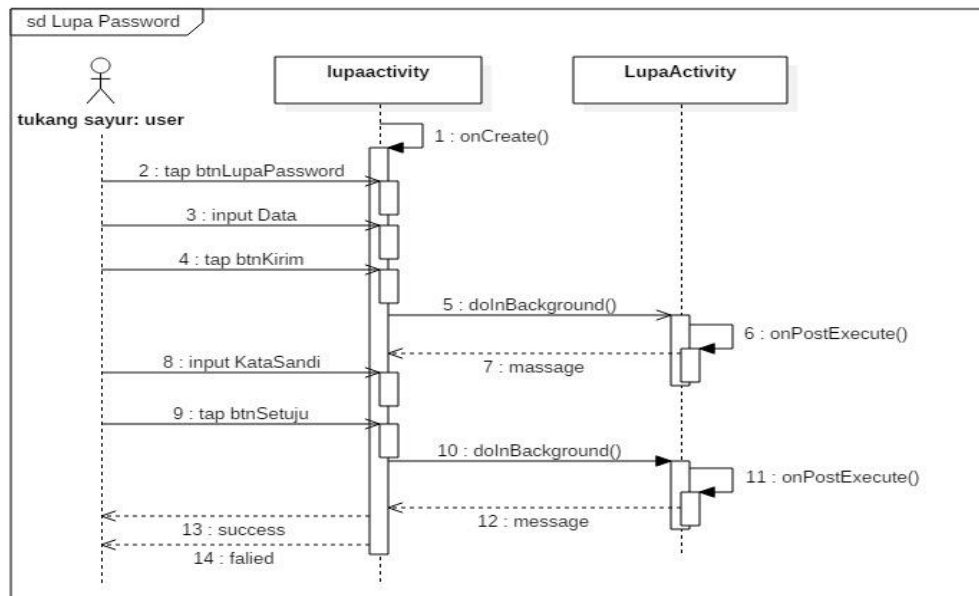 sd Lupa Password
lupaactivity
LupaActivity
tukang sayur: user
1 : onCreate()
2 : tap btnLupaPassword
3 : input Data
4 : tap btnKirim
5 : doInBackground()
6 : onPostExecute()
7 : massage
8 : input KataSandi
9 : tap btnSetuju
10 : doInBackground()
11 : onPostExecute()
12 : message
13 : success
14 : falied